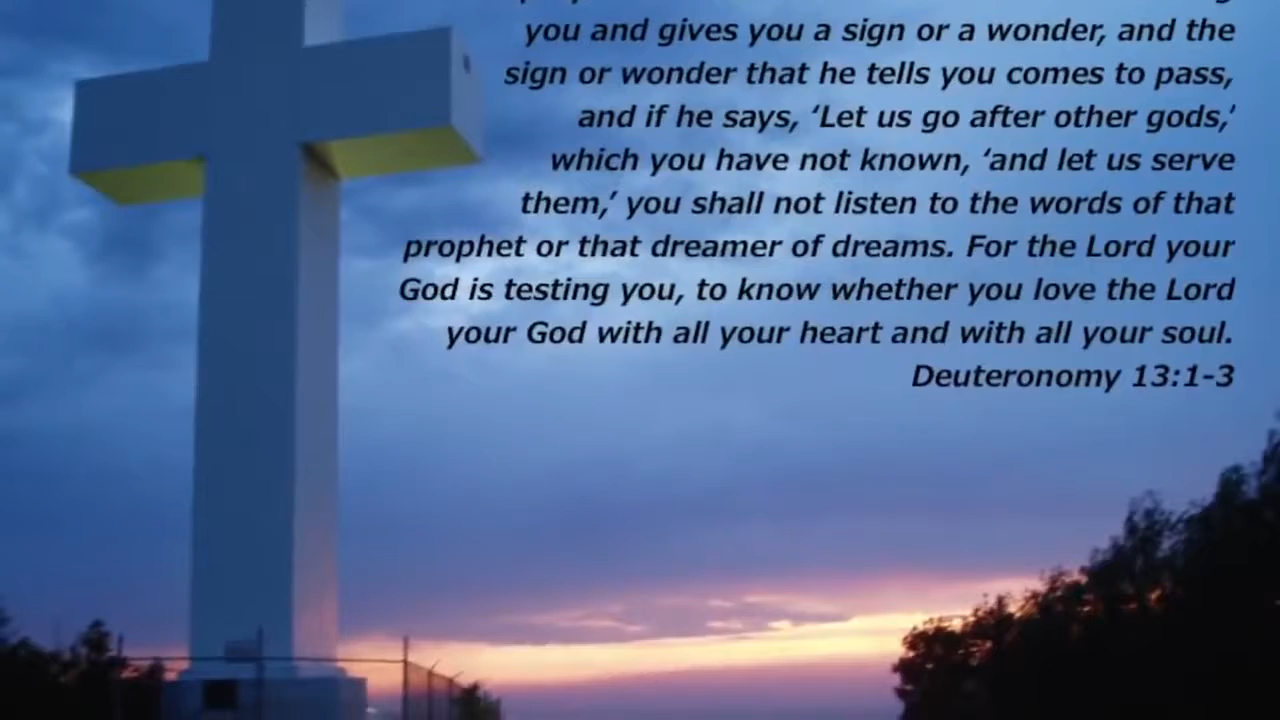 you and gives you a sign or a wonder, and the
sign or wonder that he tells you comes to pass,
and if he says, ‘Let us go after other gods,’
which you have not known, ‘and let us serve
them,’ you shall not listen to the words of that
prophet or that dreamer of dreams. For the Lord your
God is testing you, to know whether you love the Lord
your God with all your heart and with all your soul.
Deuteronomy 13:1-3